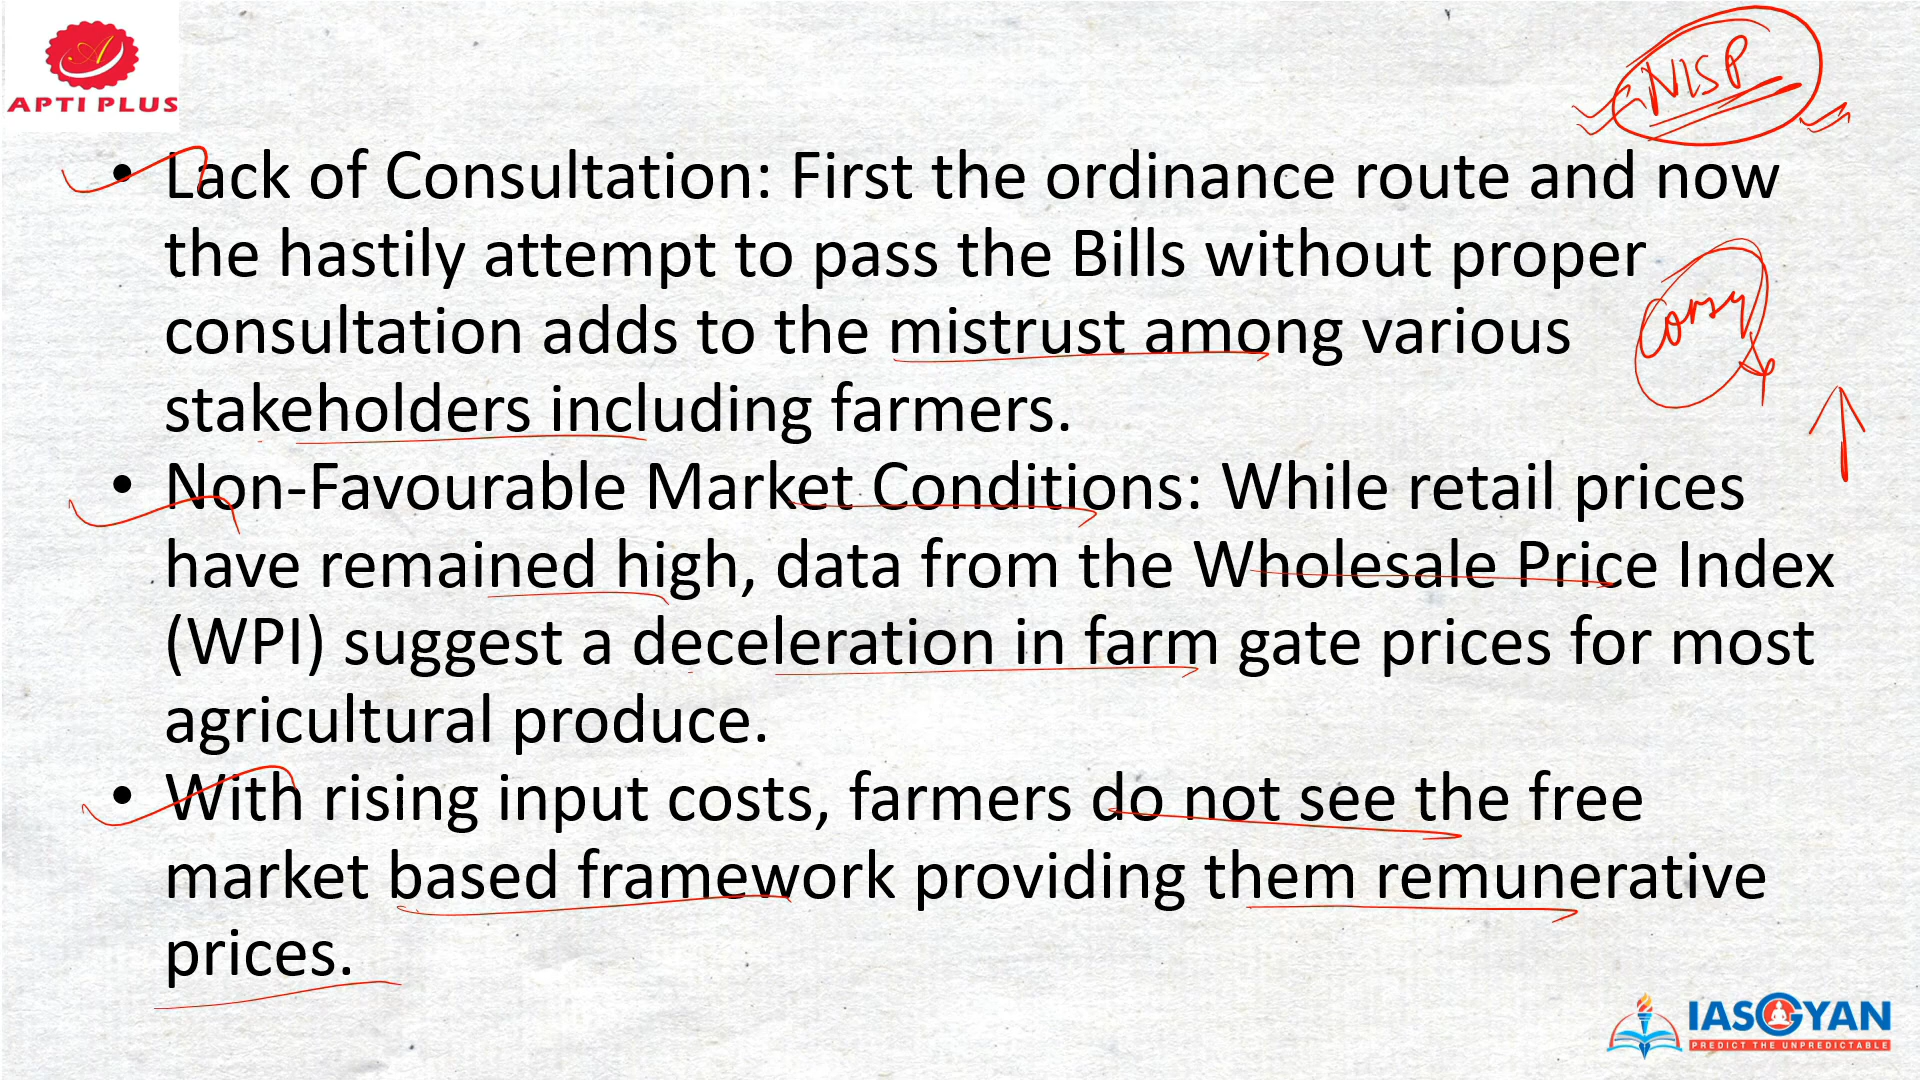 APTI PLUS
MSP
• Lack of Consultation: First the ordinance route and now
the hastily attempt to pass the Bills without proper
consultation adds to the mistrust among various
stakeholders including farmers.
• Non-Favourable Market Conditions: While retail prices
have remained high, data from the Wholesale Price Index
(WPI) suggest a deceleration in farm gate prices for most
agricultural produce.
• With rising input costs, farmers do not see the free
market based framework providing them remunerative
prices.
IASGYAN
PREDICT THE UNPREDICTABLE